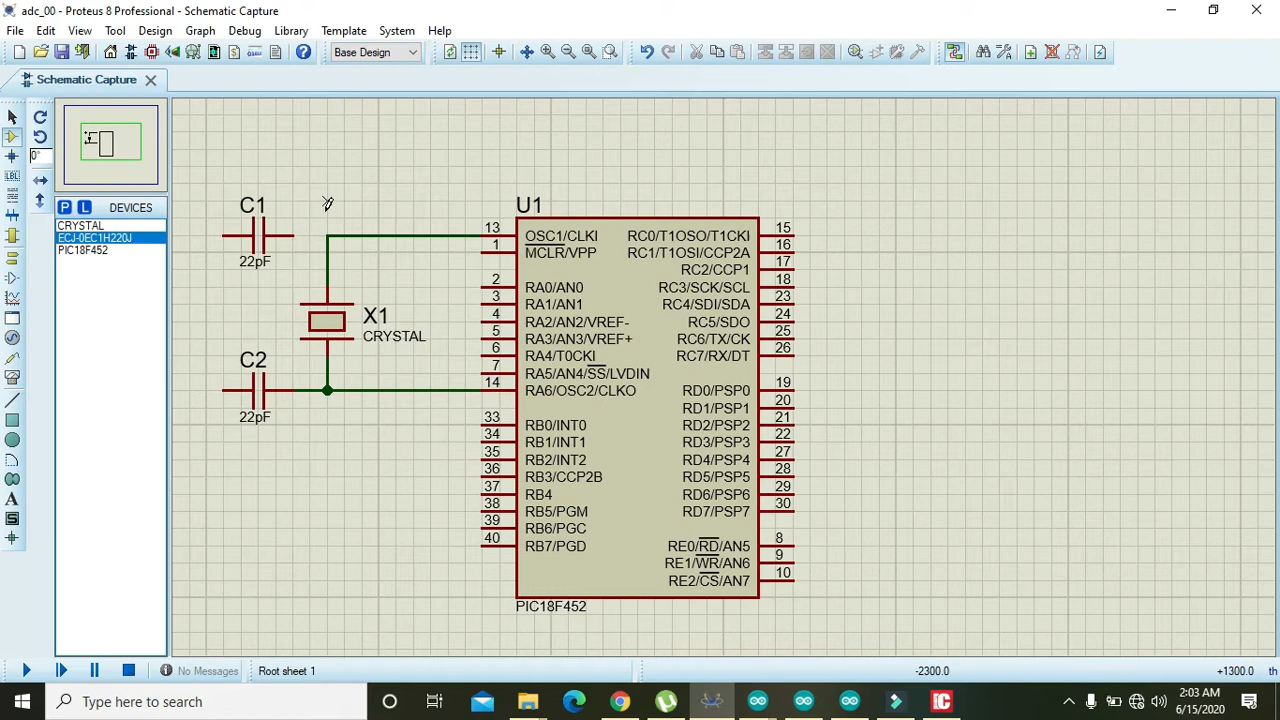 adc_00 - Proteus 8 Professional - Schematic Capture
File Edit View Tool Design Graph Debug Library Template System Help
Base Design
Schematic Capture
0°
P L DEVICES
CRYSTAL
ECJ-0EC1H220J
PIC18F452
LBL
C1
22pF
X1
CRYSTAL
C2
22pF
U1
13 OSC1/CLKI RC0/T1OSO/T1CKI 15
1 MCLR/VPP RC1/T1OSI/CCP2A 16
RC2/CCP1 17
2 RA0/AN0 RC3/SCK/SCL 18
3 RA1/AN1 RC4/SDI/SDA 23
4 RA2/AN2/VREF- RC5/SDO 24
5 RA3/AN3/VREF+ RC6/TX/CK 25
6 RA4/T0CKI RC7/RX/DT 26
7 RA5/AN4/SS/LVDIN
14 RA6/OSC2/CLKO RD0/PSP0 19
RD1/PSP1 20
33 RB0/INT0 RD2/PSP2 21
34 RB1/INT1 RD3/PSP3 22
35 RB2/INT2 RD4/PSP4 27
36 RB3/CCP2B RD5/PSP5 28
37 RB4 RD6/PSP6 29
38 RB5/PGM RD7/PSP7 30
39 RB6/PGC
40 RB7/PGD RE0/RD/AN5 8
RE1/WR/AN6 9
RE2/CS/AN7 10
PIC18F452
A
S
No Messages Root sheet 1 -2300.0 +1300.0 th
Type here to search
IC
2:03 AM
6/15/2020